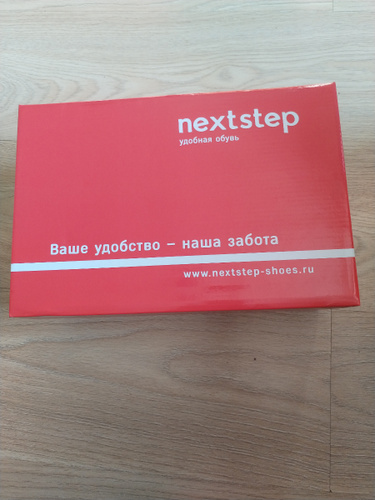 nextstep
удобная обувь
Ваше удобство – наша забота
www.nextstep-shoes.ru